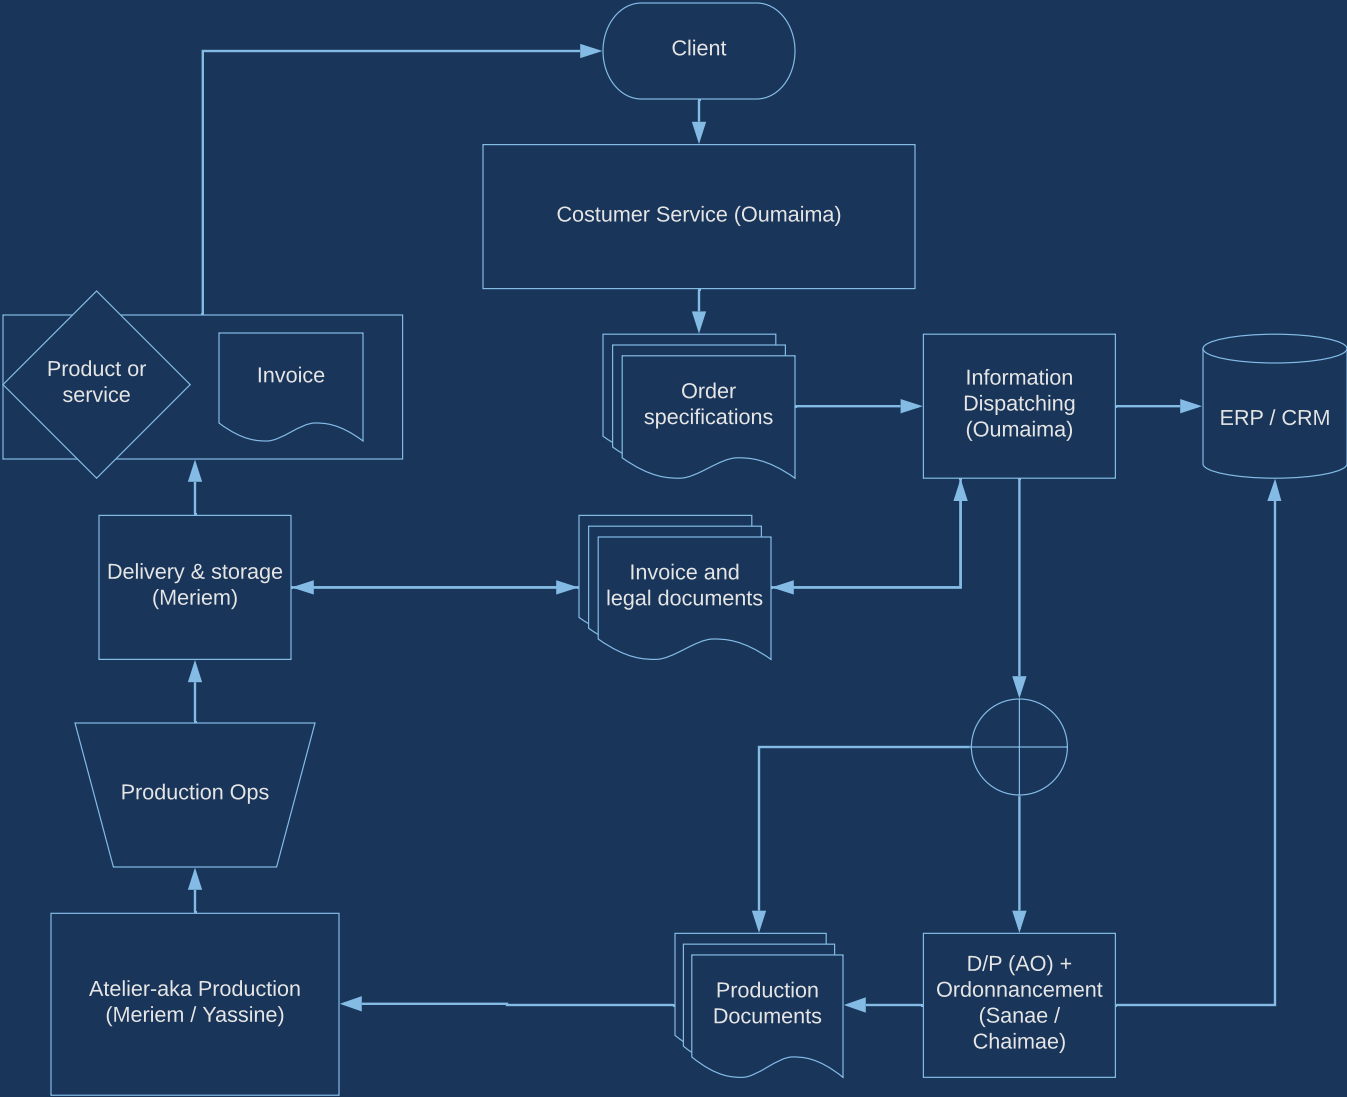 Client
Costumer Service (Oumaima)
Product or
service
Invoice
Order
specifications
Information
Dispatching
(Oumaima)
ERP / CRM
Delivery & storage
(Meriem)
Invoice and
legal documents
Production Ops
Atelier-aka Production
(Meriem / Yassine)
Production
Documents
D/P (AO) +
Ordonnancement
(Sanae /
Chaimae)